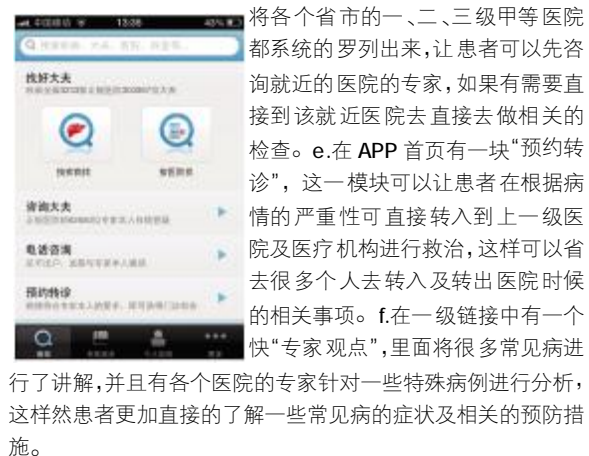 中国移动 13:35 45%
找好大夫
咨询大夫
电话咨询
预约转诊
将各个省市的一、二、三级甲等医院
都系统的罗列出来,让患者可以先咨
询就近的医院的专家,如果有需要直
接到该就近医院去直接去做相关的
检查。e.在 APP 首页有一块“预约转
诊”，这一模块可以让患者在根据病
情的严重性可直接转入到上一级医
院及医疗机构进行救治,这样可以省
去很多个人去转入及转出医院时候
的相关事项。f.在一级链接中有一个
快“专家观点”,里面将很多常见病进
行了讲解,并且有各个医院的专家针对一些特殊病例进行分析,
这样然患者更加直接的了解一些常见病的症状及相关的预防措
施。